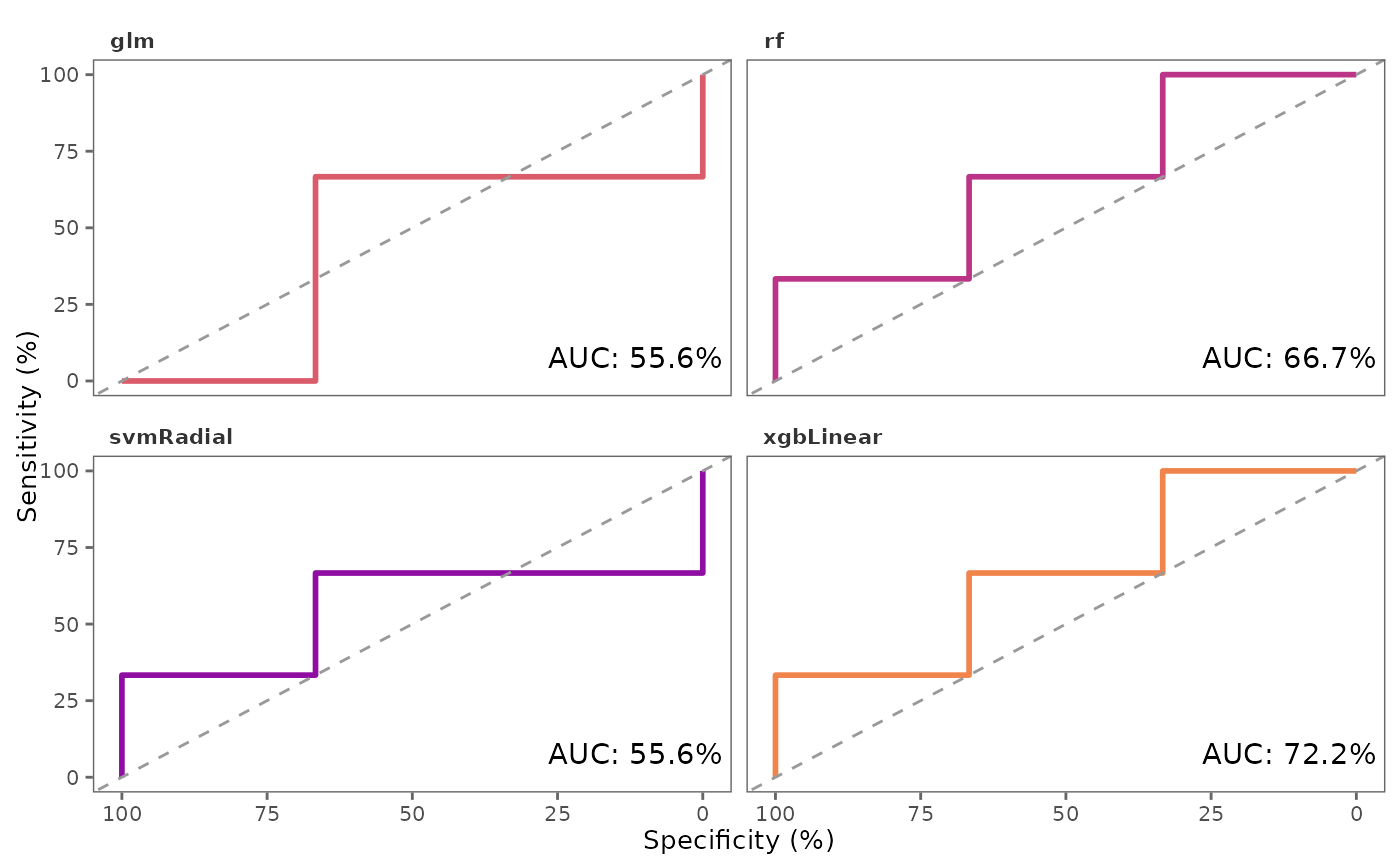 glm
rf
100
75
50
25
0
AUC: 55.6%
AUC: 66.7%
Sensitivity (%)
svmRadial
xgbLinear
100
75
50
25
0
AUC: 55.6%
AUC: 72.2%
100 75 50 25 0 100 75 50 25 0
Specificity (%)